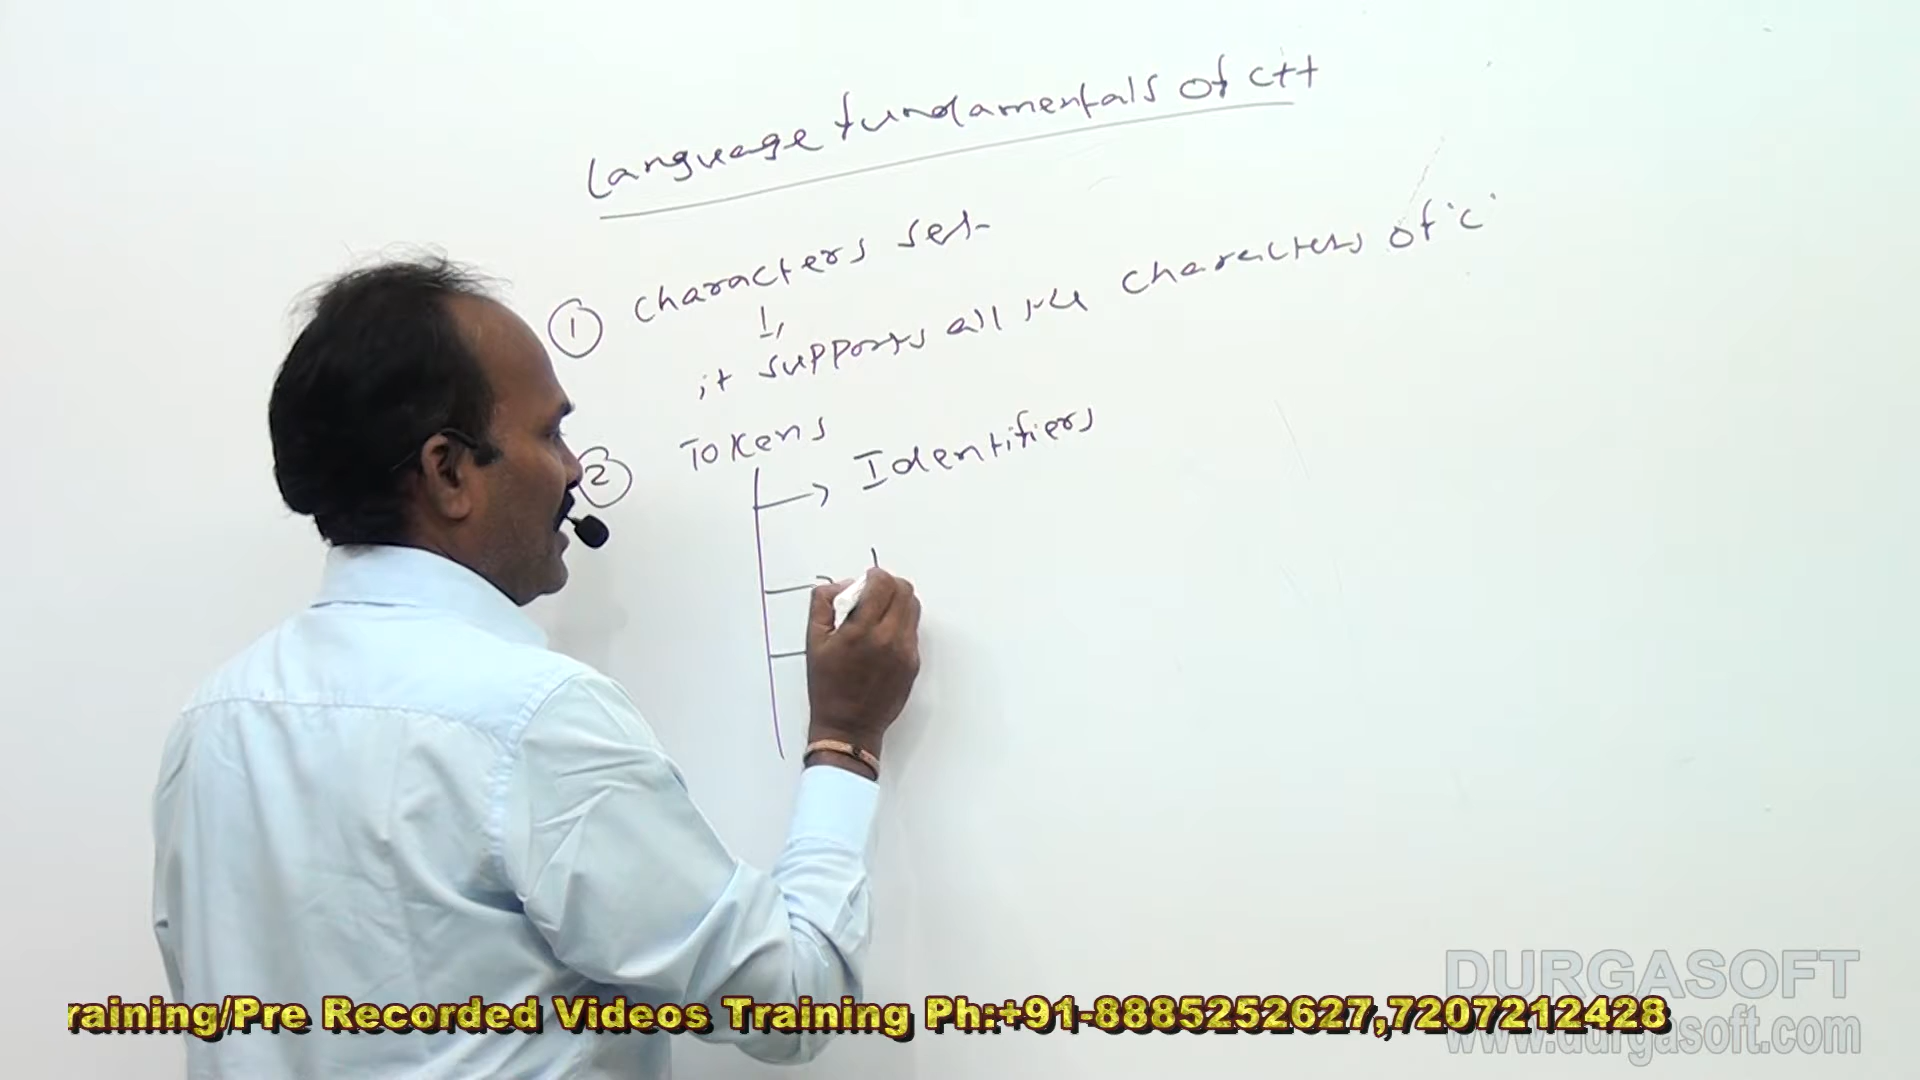 Language fundamentals of C++
① characters set
it supports all the characters of 'C'
② Tokens
Identifiers
DURGASOFT
www.durgasoft.com
raining/Pre Recorded Videos Training Ph:+91-8885252627,7207212428